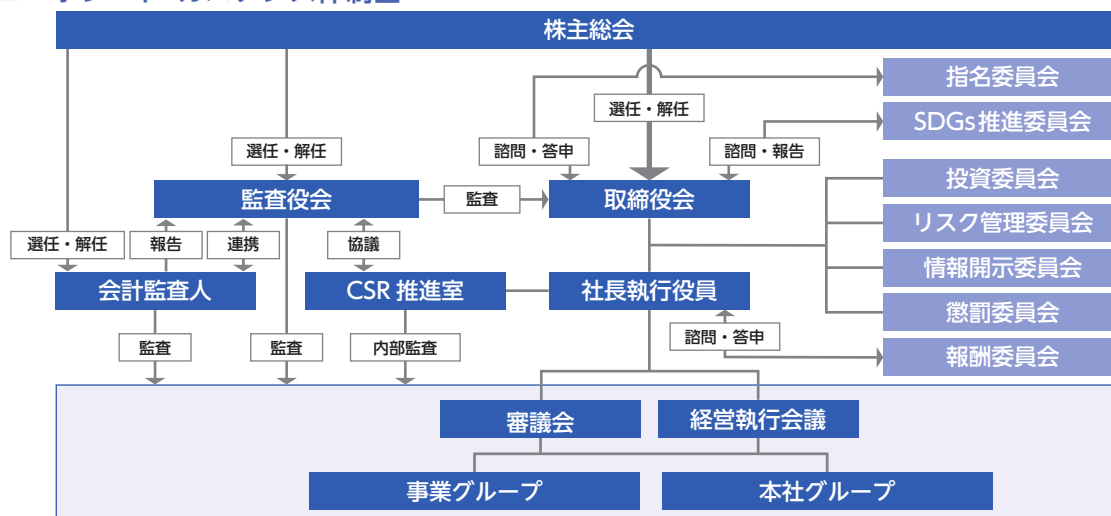 株主総会
指名委員会
選任・解任
SDGs推進委員会
選任・解任
諮問・答申
諮問・報告
投資委員会
監査役会
監査
取締役会
リスク管理委員会
選任・解任
報告
連携
協議
情報開示委員会
会計監査人
CSR 推進室
社長執行役員
懲罰委員会
諮問・答申
監査
監査
内部監査
報酬委員会
審議会
経営執行会議
事業グループ
本社グループ